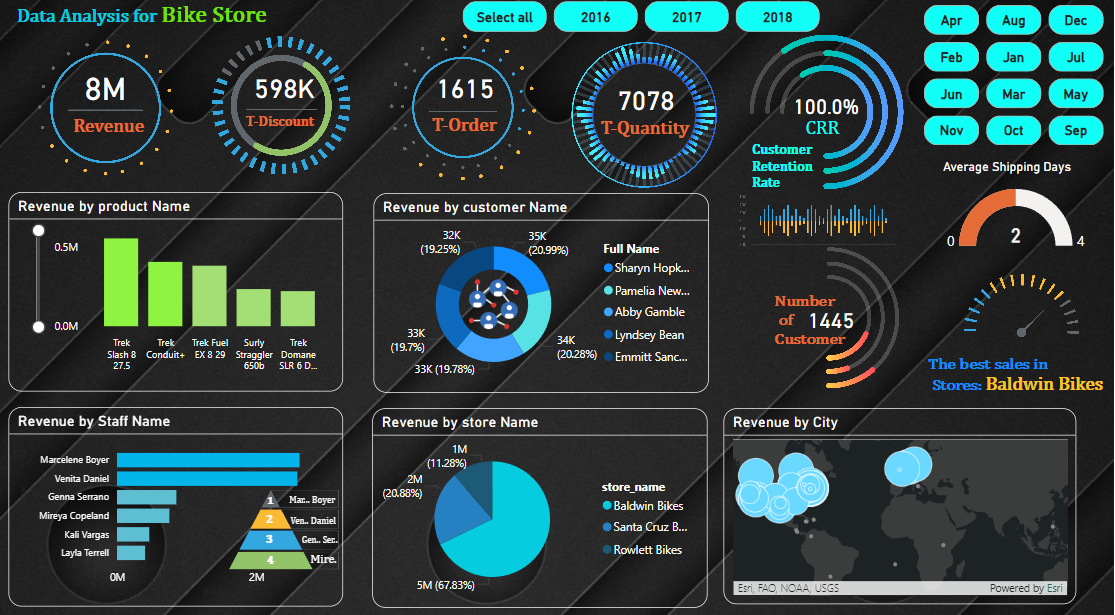 Data Analysis for Bike Store
Select all
2016
2017
2018
Apr
Aug
Dec
Feb
Jan
Jul
Jun
Mar
May
Nov
Oct
Sep
8M
Revenue
598K
T-Discount
1615
T-Order
7078
T-Quantity
100.0%
CRR
Customer
Retention
Rate
Average Shipping Days
0
2
4
Revenue by product Name
0.5M
0.0M
Trek
Slash 8
27.5
Trek
Conduit+
Trek Fuel
EX 8 29
Surly
Straggler
650b
Trek
Domane
SLR 6 D...
Revenue by customer Name
32K
(19.25%)
35K
(20.99%)
33K
(19.7%)
34K
(20.28%)
33K (19.78%)
Full Name
Sharyn Hopk...
Pamelia New...
Abby Gamble
Lyndsey Bean
Emmitt Sanc...
Number
of
Customer
1445
The best sales in
Stores: Baldwin Bikes
Revenue by Staff Name
Marcelene Boyer
Venita Daniel
Genna Serrano
Mireya Copeland
Kali Vargas
Layla Terrell
0M
2M
1
Mar.. Boyer
2
Ven.. Daniel
3
Gen.. Ser..
4
Mire.
Revenue by store Name
1M
(11.28%)
2M
(20.88%)
5M (67.83%)
store_name
Baldwin Bikes
Santa Cruz B...
Rowlett Bikes
Revenue by City
Esri, FAO, NOAA, USGS
Powered by Esri